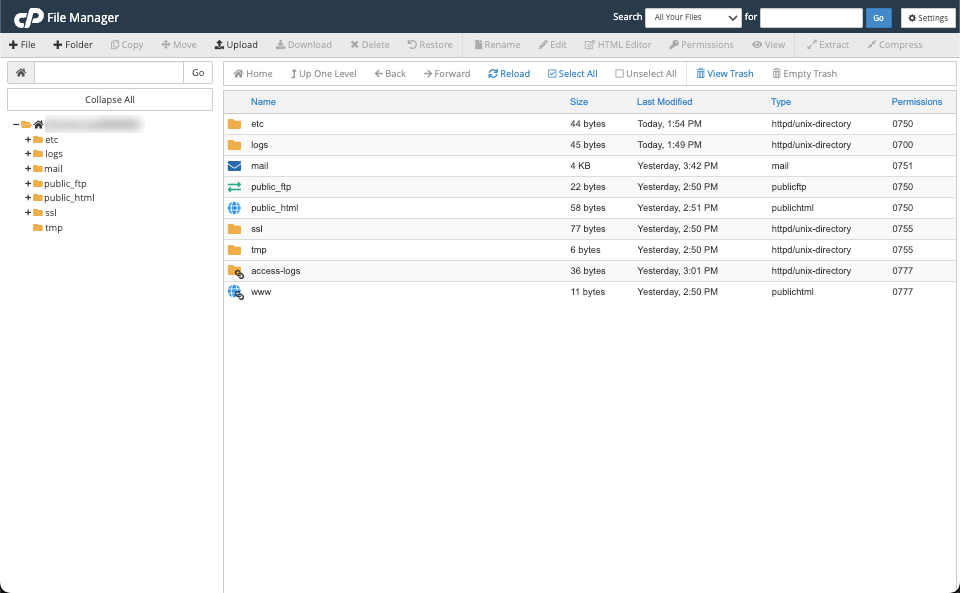 cP File Manager Search All Your Files for Go Settings
File Folder Copy Move Upload Download Delete Restore Rename Edit HTML Editor Permissions View Extract Compress
Go Home Up One Level Back Forward Reload Select All Unselect All View Trash Empty Trash
Collapse All
Name Size Last Modified Type Permissions
etc 44 bytes Today, 1:54 PM httpd/unix-directory 0750
logs 45 bytes Today, 1:49 PM httpd/unix-directory 0700
mail 4 KB Yesterday, 3:42 PM mail 0751
public_ftp 22 bytes Yesterday, 2:50 PM publicftp 0750
public_html 58 bytes Yesterday, 2:51 PM publichtml 0750
ssl 77 bytes Yesterday, 2:50 PM httpd/unix-directory 0755
tmp 6 bytes Yesterday, 2:50 PM httpd/unix-directory 0755
access-logs 36 bytes Yesterday, 3:01 PM httpd/unix-directory 0777
www 11 bytes Yesterday, 2:50 PM publichtml 0777
etc
logs
mail
public_ftp
public_html
ssl
tmp